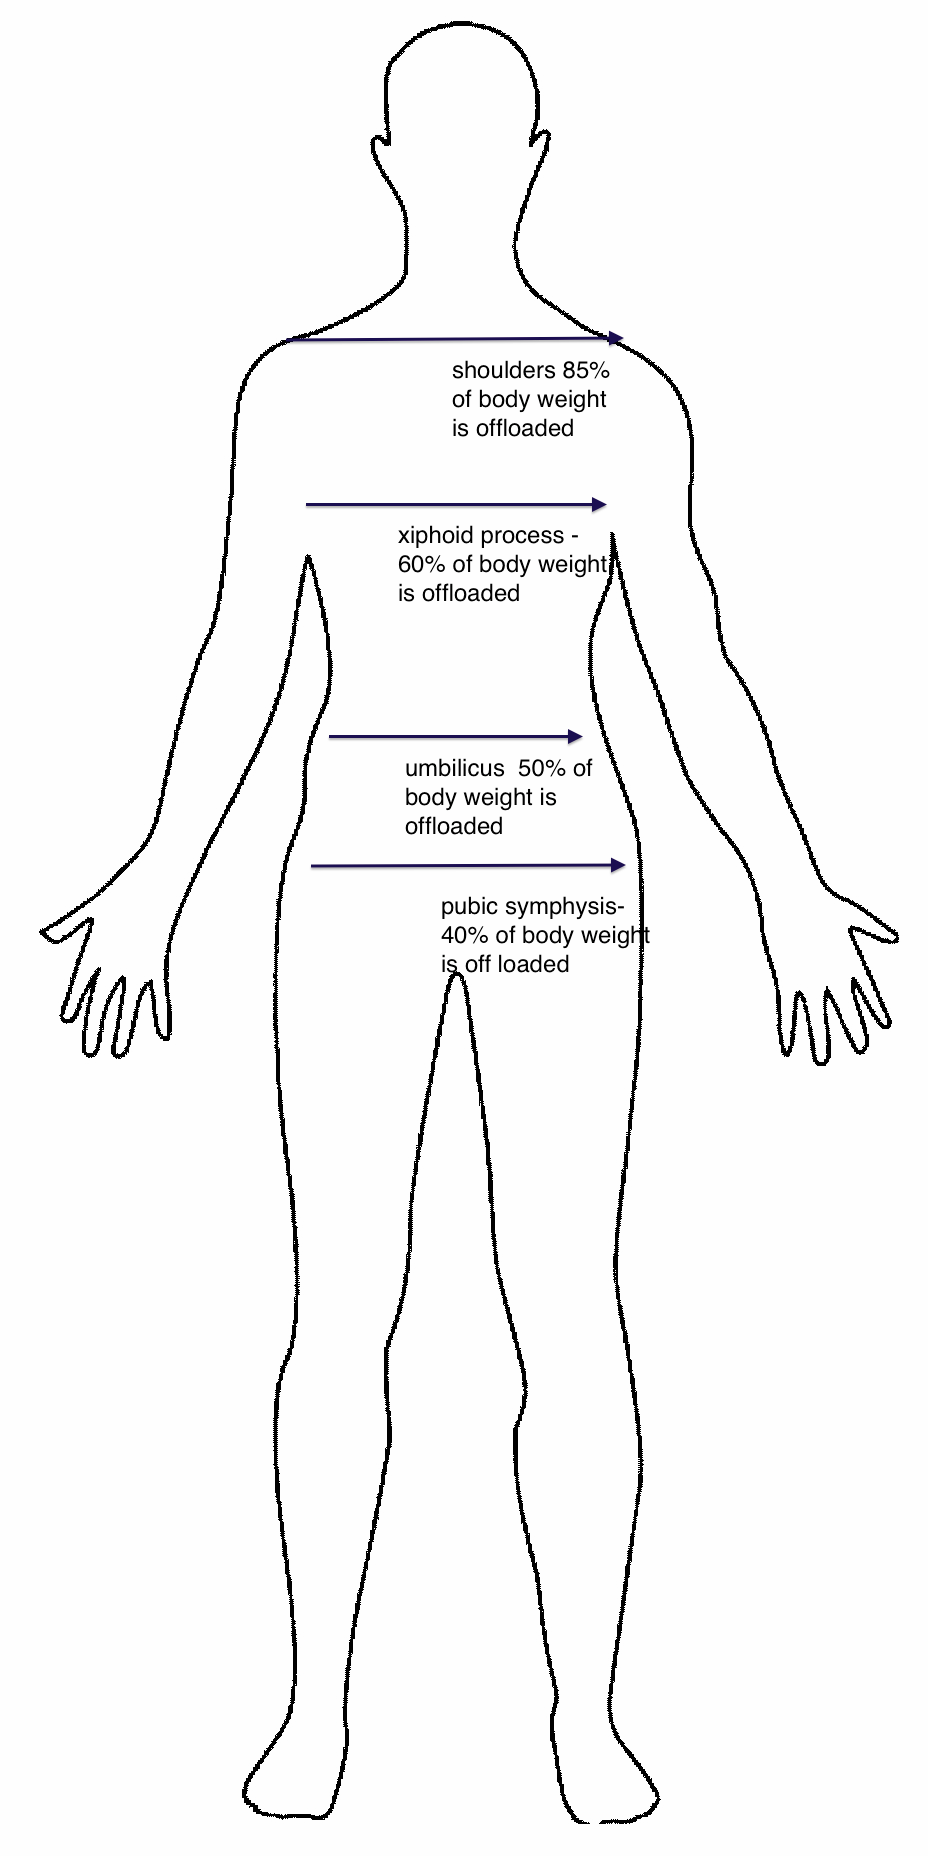 shoulders 85%
of body weight
is offloaded
xiphoid process -
60% of body weight
is offloaded
umbilicus  50% of
body weight is
offloaded
pubic symphysis-
40% of body weight
is off loaded